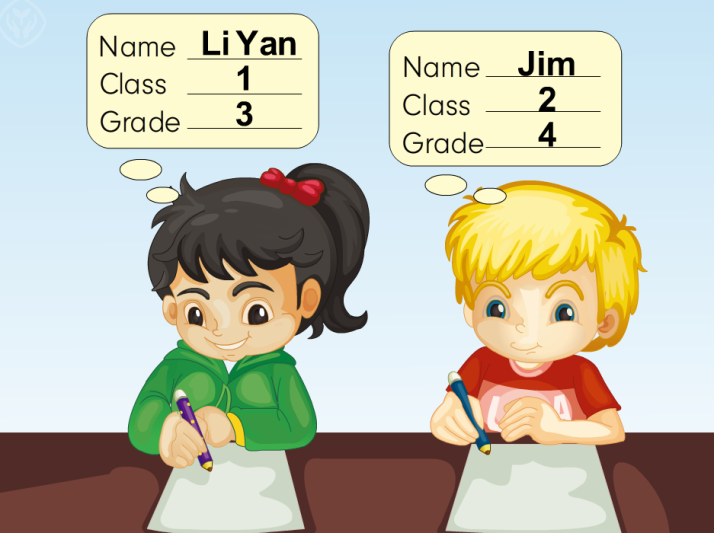 Name Li Yan
Class 1
Grade 3
Name Jim
Class 2
Grade 4